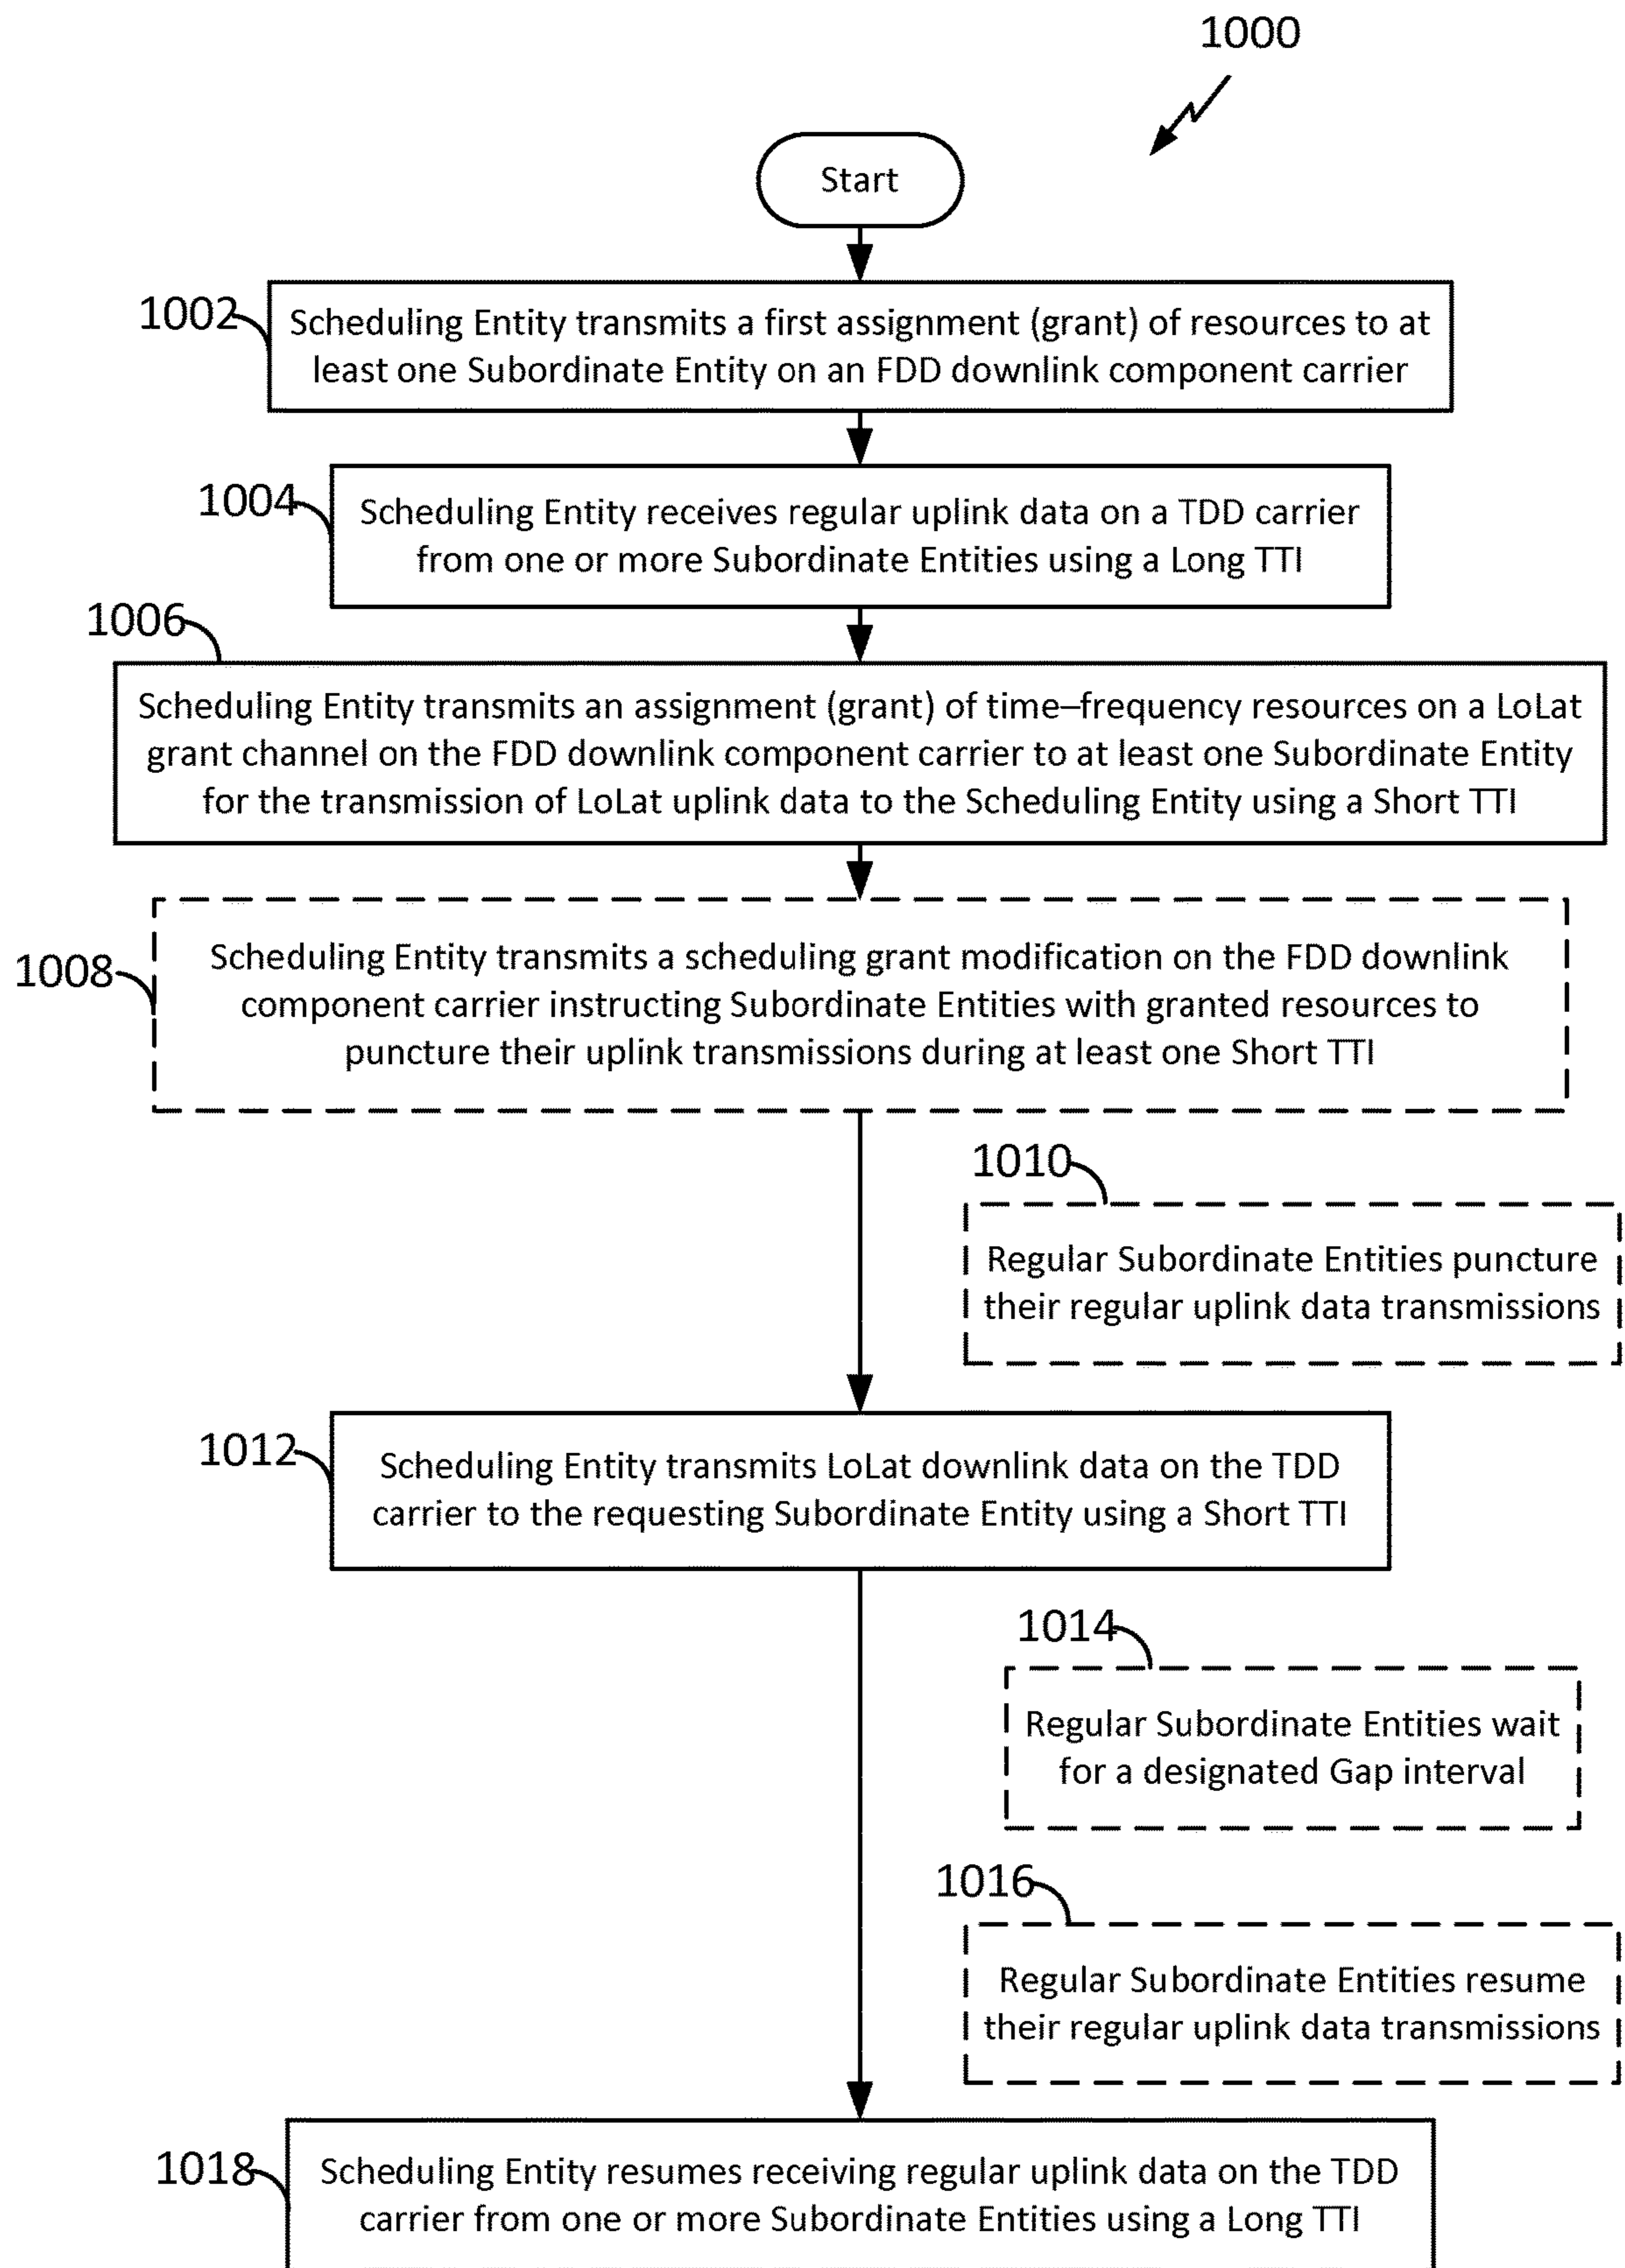 1000
Start
1002
Scheduling Entity transmits a first assignment (grant) of resources to at
least one Subordinate Entity on an FDD downlink component carrier
1004
Scheduling Entity receives regular uplink data on a TDD carrier
from one or more Subordinate Entities using a Long TTI
1006
Scheduling Entity transmits an assignment (grant) of time–frequency resources on a LoLat
grant channel on the FDD downlink component carrier to at least one Subordinate Entity
for the transmission of LoLat uplink data to the Scheduling Entity using a Short TTI
1008
Scheduling Entity transmits a scheduling grant modification on the FDD downlink
component carrier instructing Subordinate Entities with granted resources to
puncture their uplink transmissions during at least one Short TTI
1010
Regular Subordinate Entities puncture
their regular uplink data transmissions
1012
Scheduling Entity transmits LoLat downlink data on the TDD
carrier to the requesting Subordinate Entity using a Short TTI
1014
Regular Subordinate Entities wait
for a designated Gap interval
1016
Regular Subordinate Entities resume
their regular uplink data transmissions
1018
Scheduling Entity resumes receiving regular uplink data on the TDD
carrier from one or more Subordinate Entities using a Long TTI